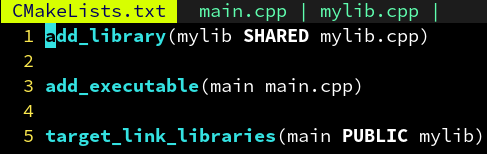 CMakeLists.txt main.cpp | mylib.cpp |
1 add_library(mylib SHARED mylib.cpp)
2
3 add_executable(main main.cpp)
4
5 target_link_libraries(main PUBLIC mylib)